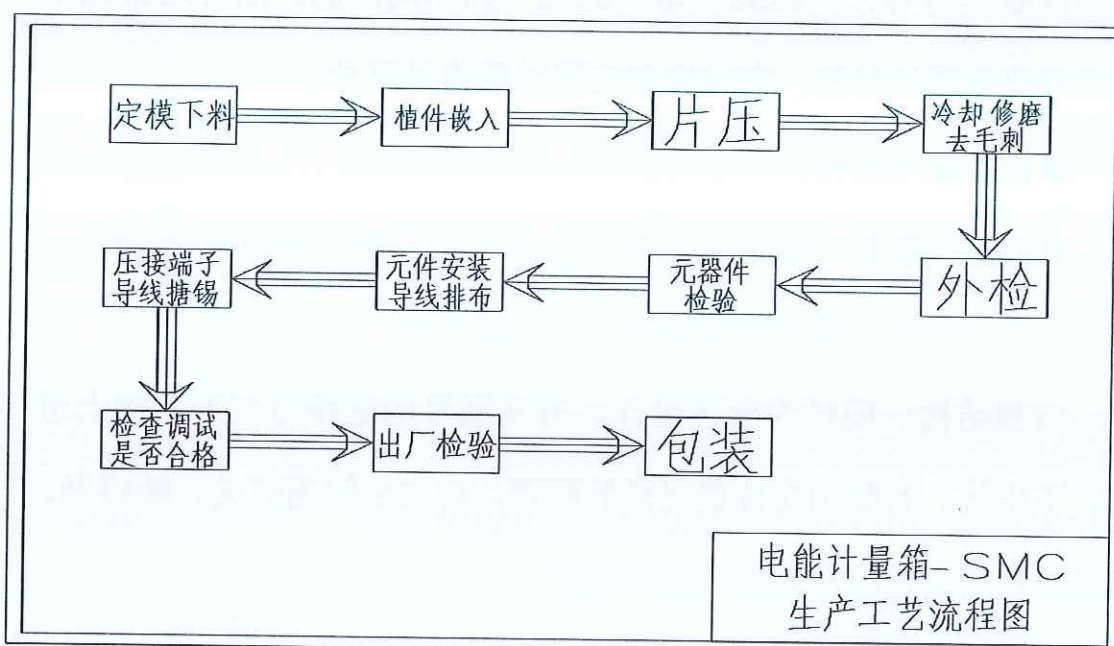 定模下料
植件嵌入
片压
冷却修磨
去毛刺
外检
元器件
检验
元件安装
导线排布
压接端子
导线搪锡
检查调试
是否合格
出厂检验
包装
电能计量箱-SMC
生产工艺流程图